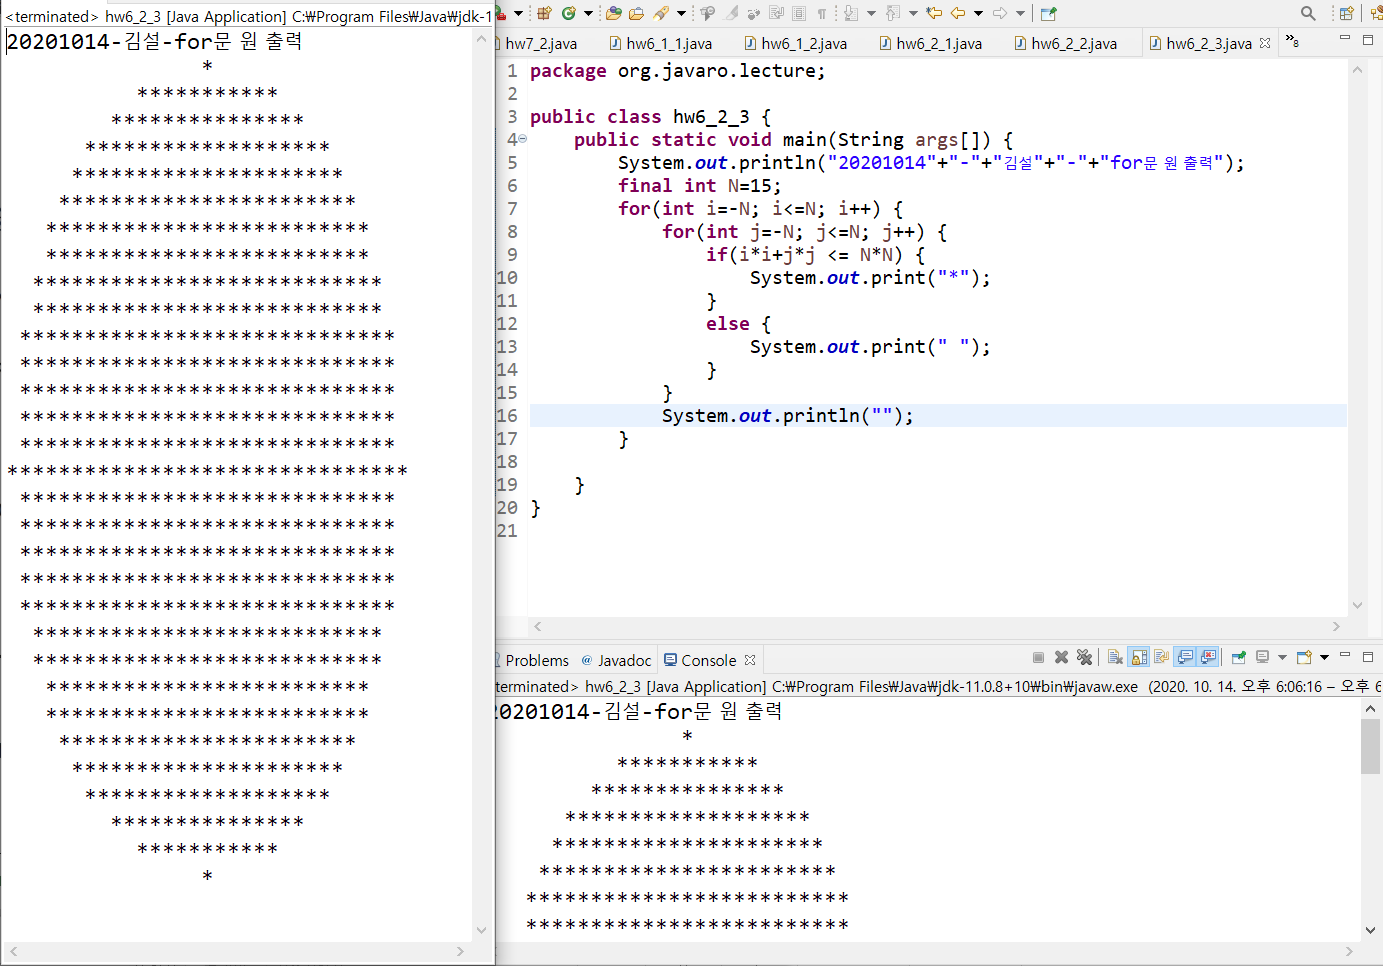 <terminated> hw6_2_3 [Java Application] C:₩Program Files₩Java₩jdk-1
20201014-김설-for문 원 출력
               *
          ***********
        ***************
      *******************
     *********************
    ***********************
   *************************
   *************************
  ***************************
  ***************************
 *****************************
 *****************************
 *****************************
 *****************************
 *****************************
*******************************
 *****************************
 *****************************
 *****************************
 *****************************
 *****************************
  ***************************
  ***************************
   *************************
   *************************
    ***********************
     *********************
      *******************
        ***************
          ***********
               *
hw7_2.java hw6_1_1.java hw6_1_2.java hw6_2_1.java hw6_2_2.java hw6_2_3.java »8
1 package org.javaro.lecture;
2
3 public class hw6_2_3 {
4     public static void main(String args[]) {
5         System.out.println("20201014"+"-"+"김설"+"-"+"for문 원 출력");
6         final int N=15;
7         for(int i=-N; i<=N; i++) {
8             for(int j=-N; j<=N; j++) {
9                 if(i*i+j*j <= N*N) {
10                     System.out.print("*");
11                 }
12                 else {
13                     System.out.print(" ");
14                 }
15             }
16             System.out.println("");
17         }
18
19     }
20 }
21
Problems @ Javadoc Console
terminated> hw6_2_3 [Java Application] C:₩Program Files₩Java₩jdk-11.0.8+10₩bin₩javaw.exe (2020. 10. 14. 오후 6:06:16 – 오후 6
20201014-김설-for문 원 출력
               *
          ***********
        ***************
      *******************
     *********************
    ***********************
   *************************
   *************************